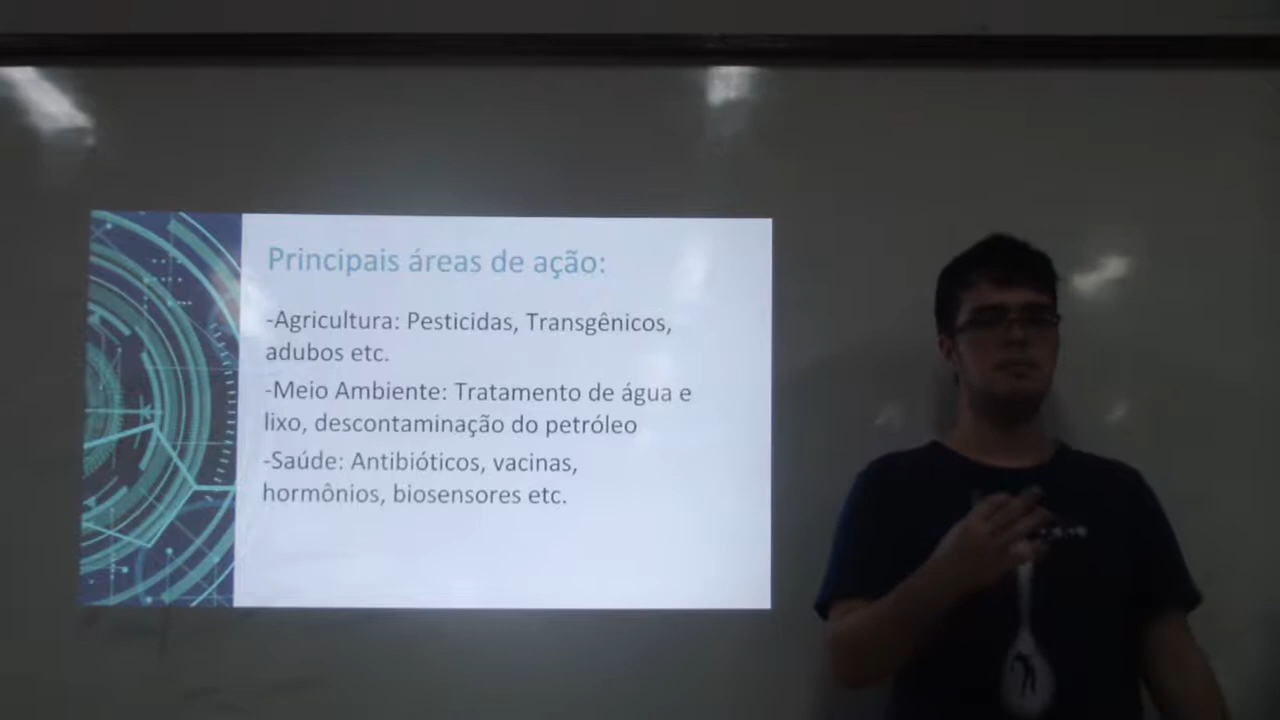 Principais áreas de ação:
-Agricultura: Pesticidas, Transgênicos,
adubos etc.
-Meio Ambiente: Tratamento de água e
lixo, descontaminação do petróleo
-Saúde: Antibióticos, vacinas,
hormônios, biosensores etc.